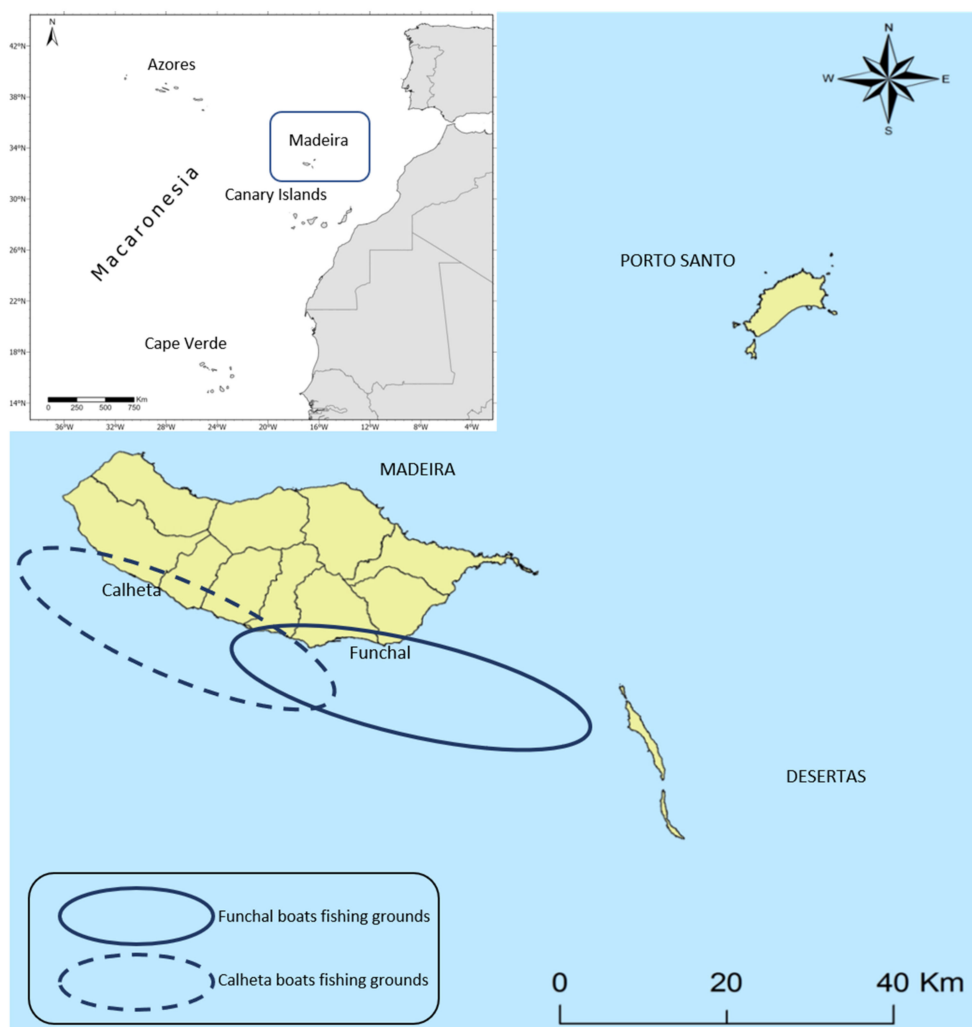 N
42°N
38°N
34°N
30°N
26°N
22°N
18°N
14°N
Azores
Madeira
Canary Islands
Macaronesia
Cape Verde
0 250 500 750 Km
36°W 32°W 28°W 24°W 20°W 16°W 12°W 8°W 4°W
N
W E
S
PORTO SANTO
MADEIRA
Calheta
Funchal
DESERTAS
Funchal boats fishing grounds
Calheta boats fishing grounds
0 20 40 Km